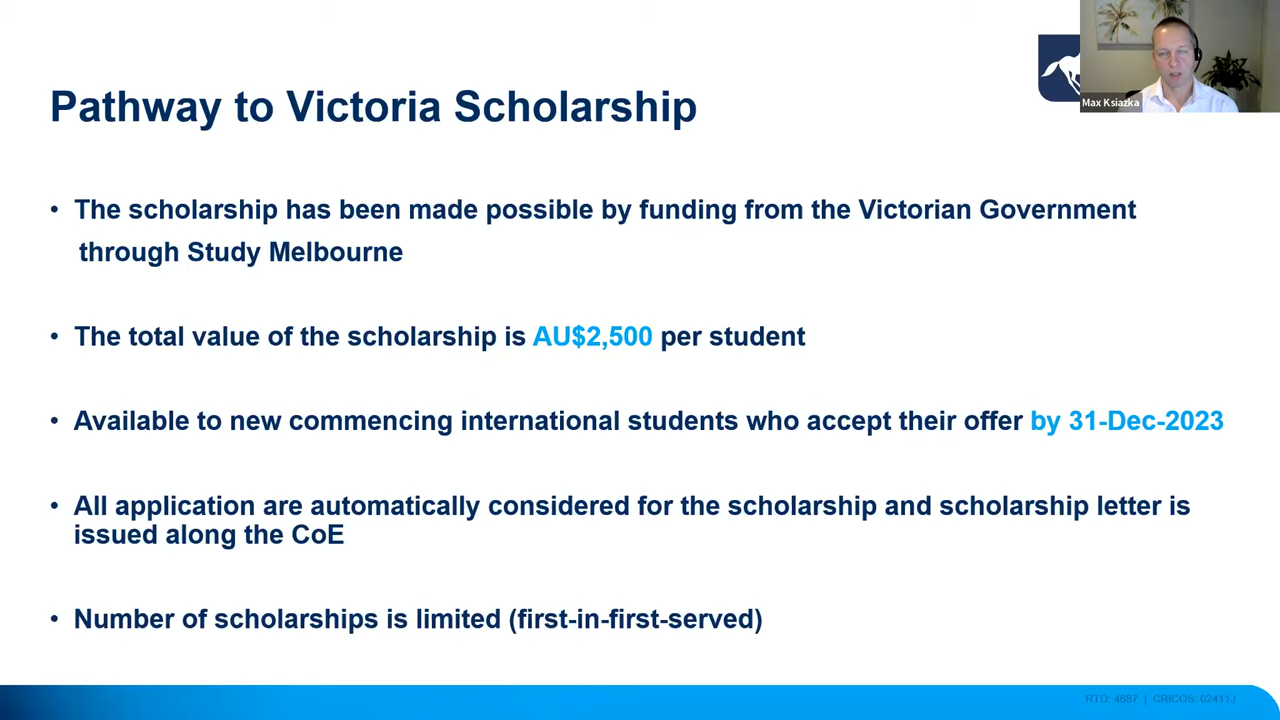 Max Ksiazka
Pathway to Victoria Scholarship
• The scholarship has been made possible by funding from the Victorian Government
through Study Melbourne
• The total value of the scholarship is AU$2,500 per student
• Available to new commencing international students who accept their offer by 31-Dec-2023
• All application are automatically considered for the scholarship and scholarship letter is
issued along the CoE
• Number of scholarships is limited (first-in-first-served)
RTO: 4687 | CRICOS: 02411J